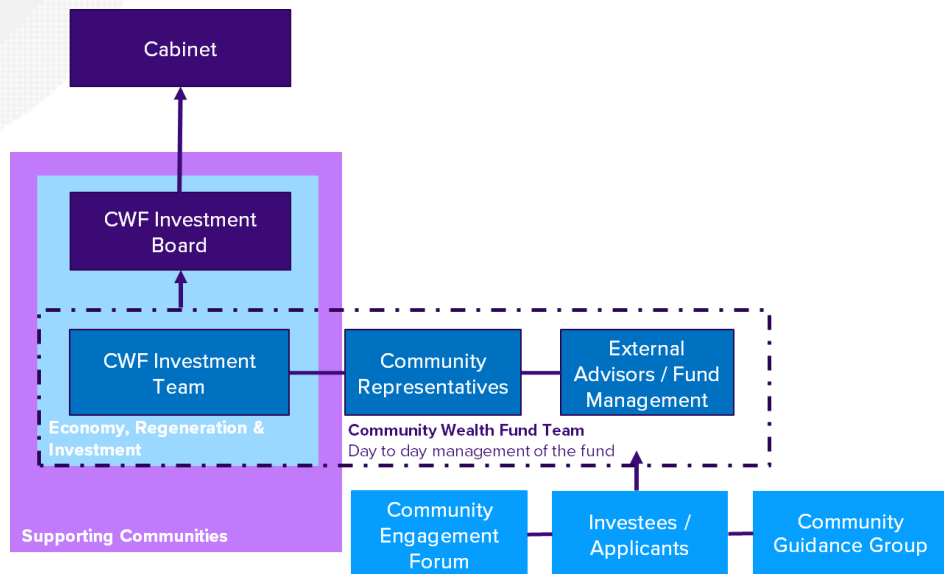 Cabinet
CWF Investment
Board
CWF Investment
Team
Community
Representatives
External
Advisors / Fund
Management
Economy, Regeneration &
Investment
Community Wealth Fund Team
Day to day management of the fund
Supporting Communities
Community
Engagement
Forum
Investees /
Applicants
Community
Guidance Group